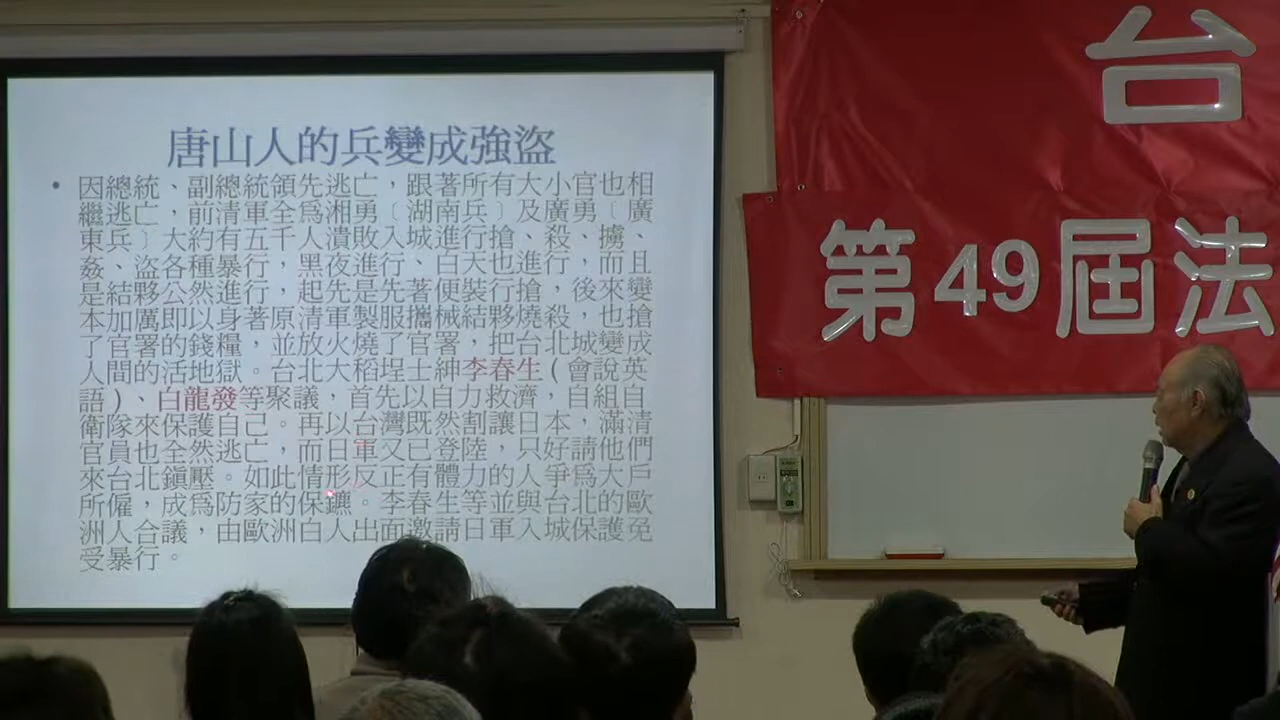 唐山人的兵變成強盜
• 因總統、副總統領先逃亡，跟著所有大小官也相
繼逃亡，前清軍全為湘勇﹝湖南兵﹞及廣勇﹝廣
東兵﹞大約有五千人潰敗入城進行搶、殺、擄、
姦、盜各種暴行，黑夜進行、白天也進行，而且
是結夥公然進行，起先是先著便裝行搶，後來變
本加厲即以身著原清軍製服攜械結夥燒殺，也搶
了官署的錢糧，並放火燒了官署，把台北城變成
人間的活地獄。台北大稻埕士紳李春生(會說英
語)、白龍發等聚議，首先以自力救濟，自組自
衛隊來保護自己。再以台灣既然割讓日本，滿清
官員也全然逃亡，而日軍又已登陸，只好請他們
來台北鎮壓。如此情形反正有體力的人爭為大戶
所僱，成為防家的保鑣。李春生等並與台北的歐
洲人合議，由歐洲白人出面邀請日軍入城保護免
受暴行。
台
第49屆法